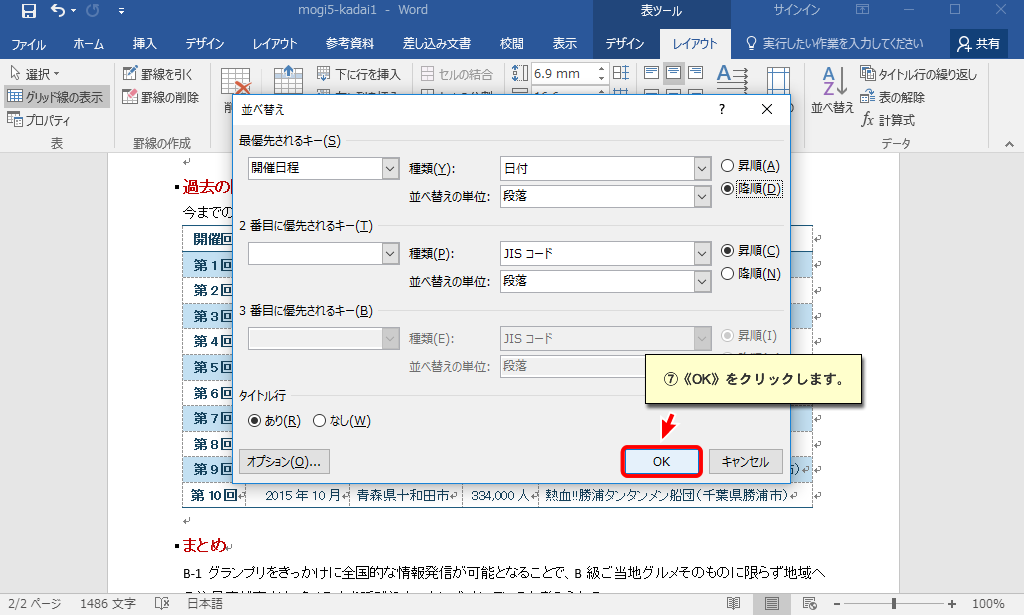 mogi5-kadai1 - Word
表ツール
サインイン
ファイル ホーム 挿入 デザイン レイアウト 参考資料 差し込み文書 校閲 表示 デザイン レイアウト 実行したい作業を入力してください 共有
選択
グリッド線の表示
プロパティ
表
罫線を引く
罫線の削除
罫線の作成
下に行を挿入
セルの結合
6.9 mm
並べ替え
タイトル行の繰り返し
表の解除
計算式
データ
並べ替え
最優先されるキー(S)
開催日程
種類(Y):
日付
昇順(A)
並べ替えの単位:
段落
降順(D)
2 番目に優先されるキー(T)
種類(P):
JIS コード
昇順(C)
並べ替えの単位:
段落
降順(N)
3 番目に優先されるキー(B)
種類(E):
JIS コード
昇順(I)
並べ替えの単位:
段落
タイトル行
あり(R) なし(W)
オプション(O)...
OK
キャンセル
⑦《OK》をクリックします。
過去の
今までの
開催回
第 1 回
第 2 回
第 3 回
第 4 回
第 5 回
第 6 回
第 7 回
第 8 回
第 9 回
第 10 回 2015 年 10 月 青森県十和田市 334,000 人 熱血!!勝浦タンタンメン船団(千葉県勝浦市)
まとめ
B-1 グランプリをきっかけに全国的な情報発信が可能となることで、B 級ご当地グルメそのものに限らず地域へ
2/2 ページ 1486 文字 日本語 100%